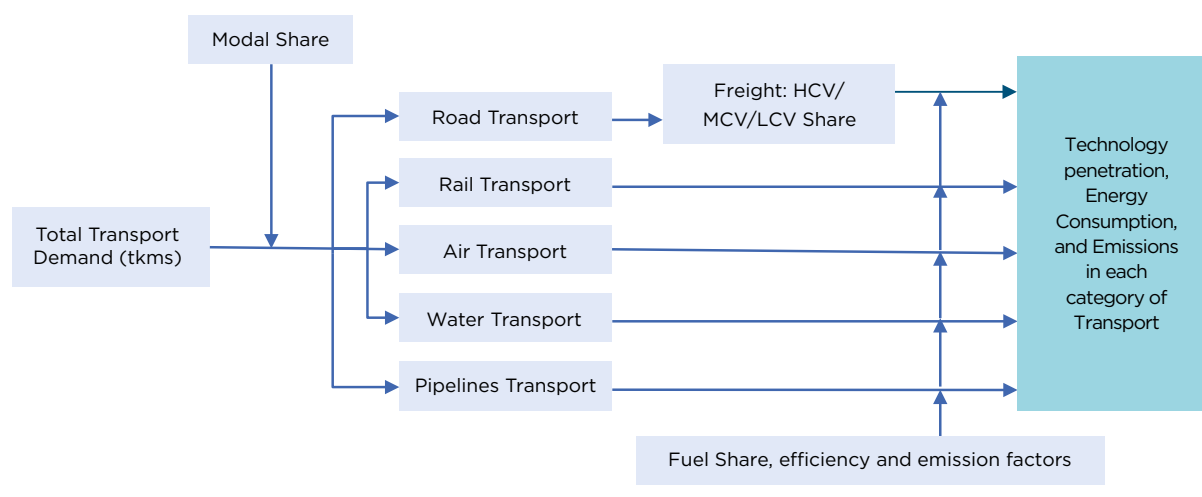 Modal Share
Total Transport
Demand (tkms)
Road Transport
Rail Transport
Air Transport
Water Transport
Pipelines Transport
Freight: HCV/
MCV/LCV Share
Fuel Share, efficiency and emission factors
Technology
penetration,
Energy
Consumption,
and Emissions
in each
category of
Transport